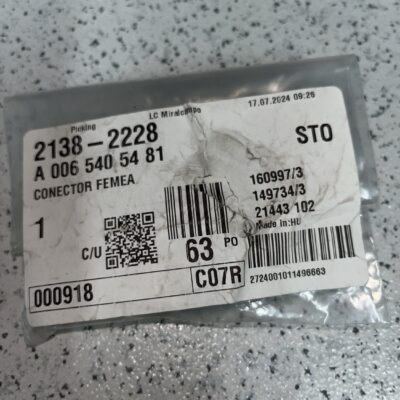 Picking
LC Miralcampo
17.07.2024 09:26
2138-2228
STO
A 006 540 54 81
CONECTOR FEMEA
160997/3
149734/3
21443 102
Made In:HU
1
C/U
63 PO
000918
C07R
2724001011496663